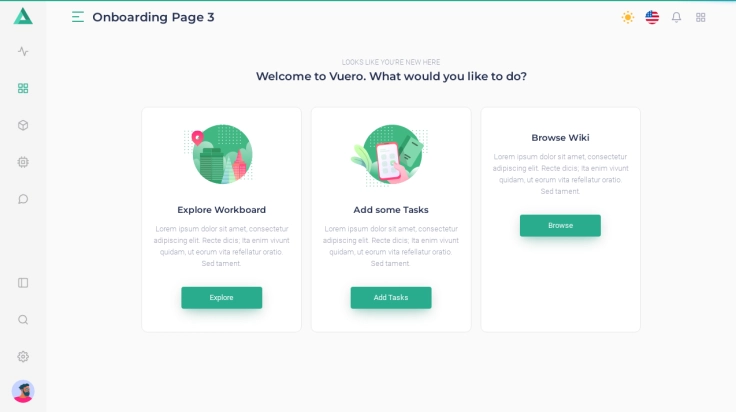 Onboarding Page 3
LOOKS LIKE YOU'RE NEW HERE
Welcome to Vuero. What would you like to do?
Explore Workboard
Lorem ipsum dolor sit amet, consectetur
adipiscing elit. Recte dicis; Ita enim vivunt
quidam, ut eorum vita refellatur oratio.
Sed tament.
Explore
Add some Tasks
Lorem ipsum dolor sit amet, consectetur
adipiscing elit. Recte dicis; Ita enim vivunt
quidam, ut eorum vita refellatur oratio.
Sed tament.
Add Tasks
Browse Wiki
Lorem ipsum dolor sit amet, consectetur
adipiscing elit. Recte dicis; Ita enim vivunt
quidam, ut eorum vita refellatur oratio.
Sed tament.
Browse